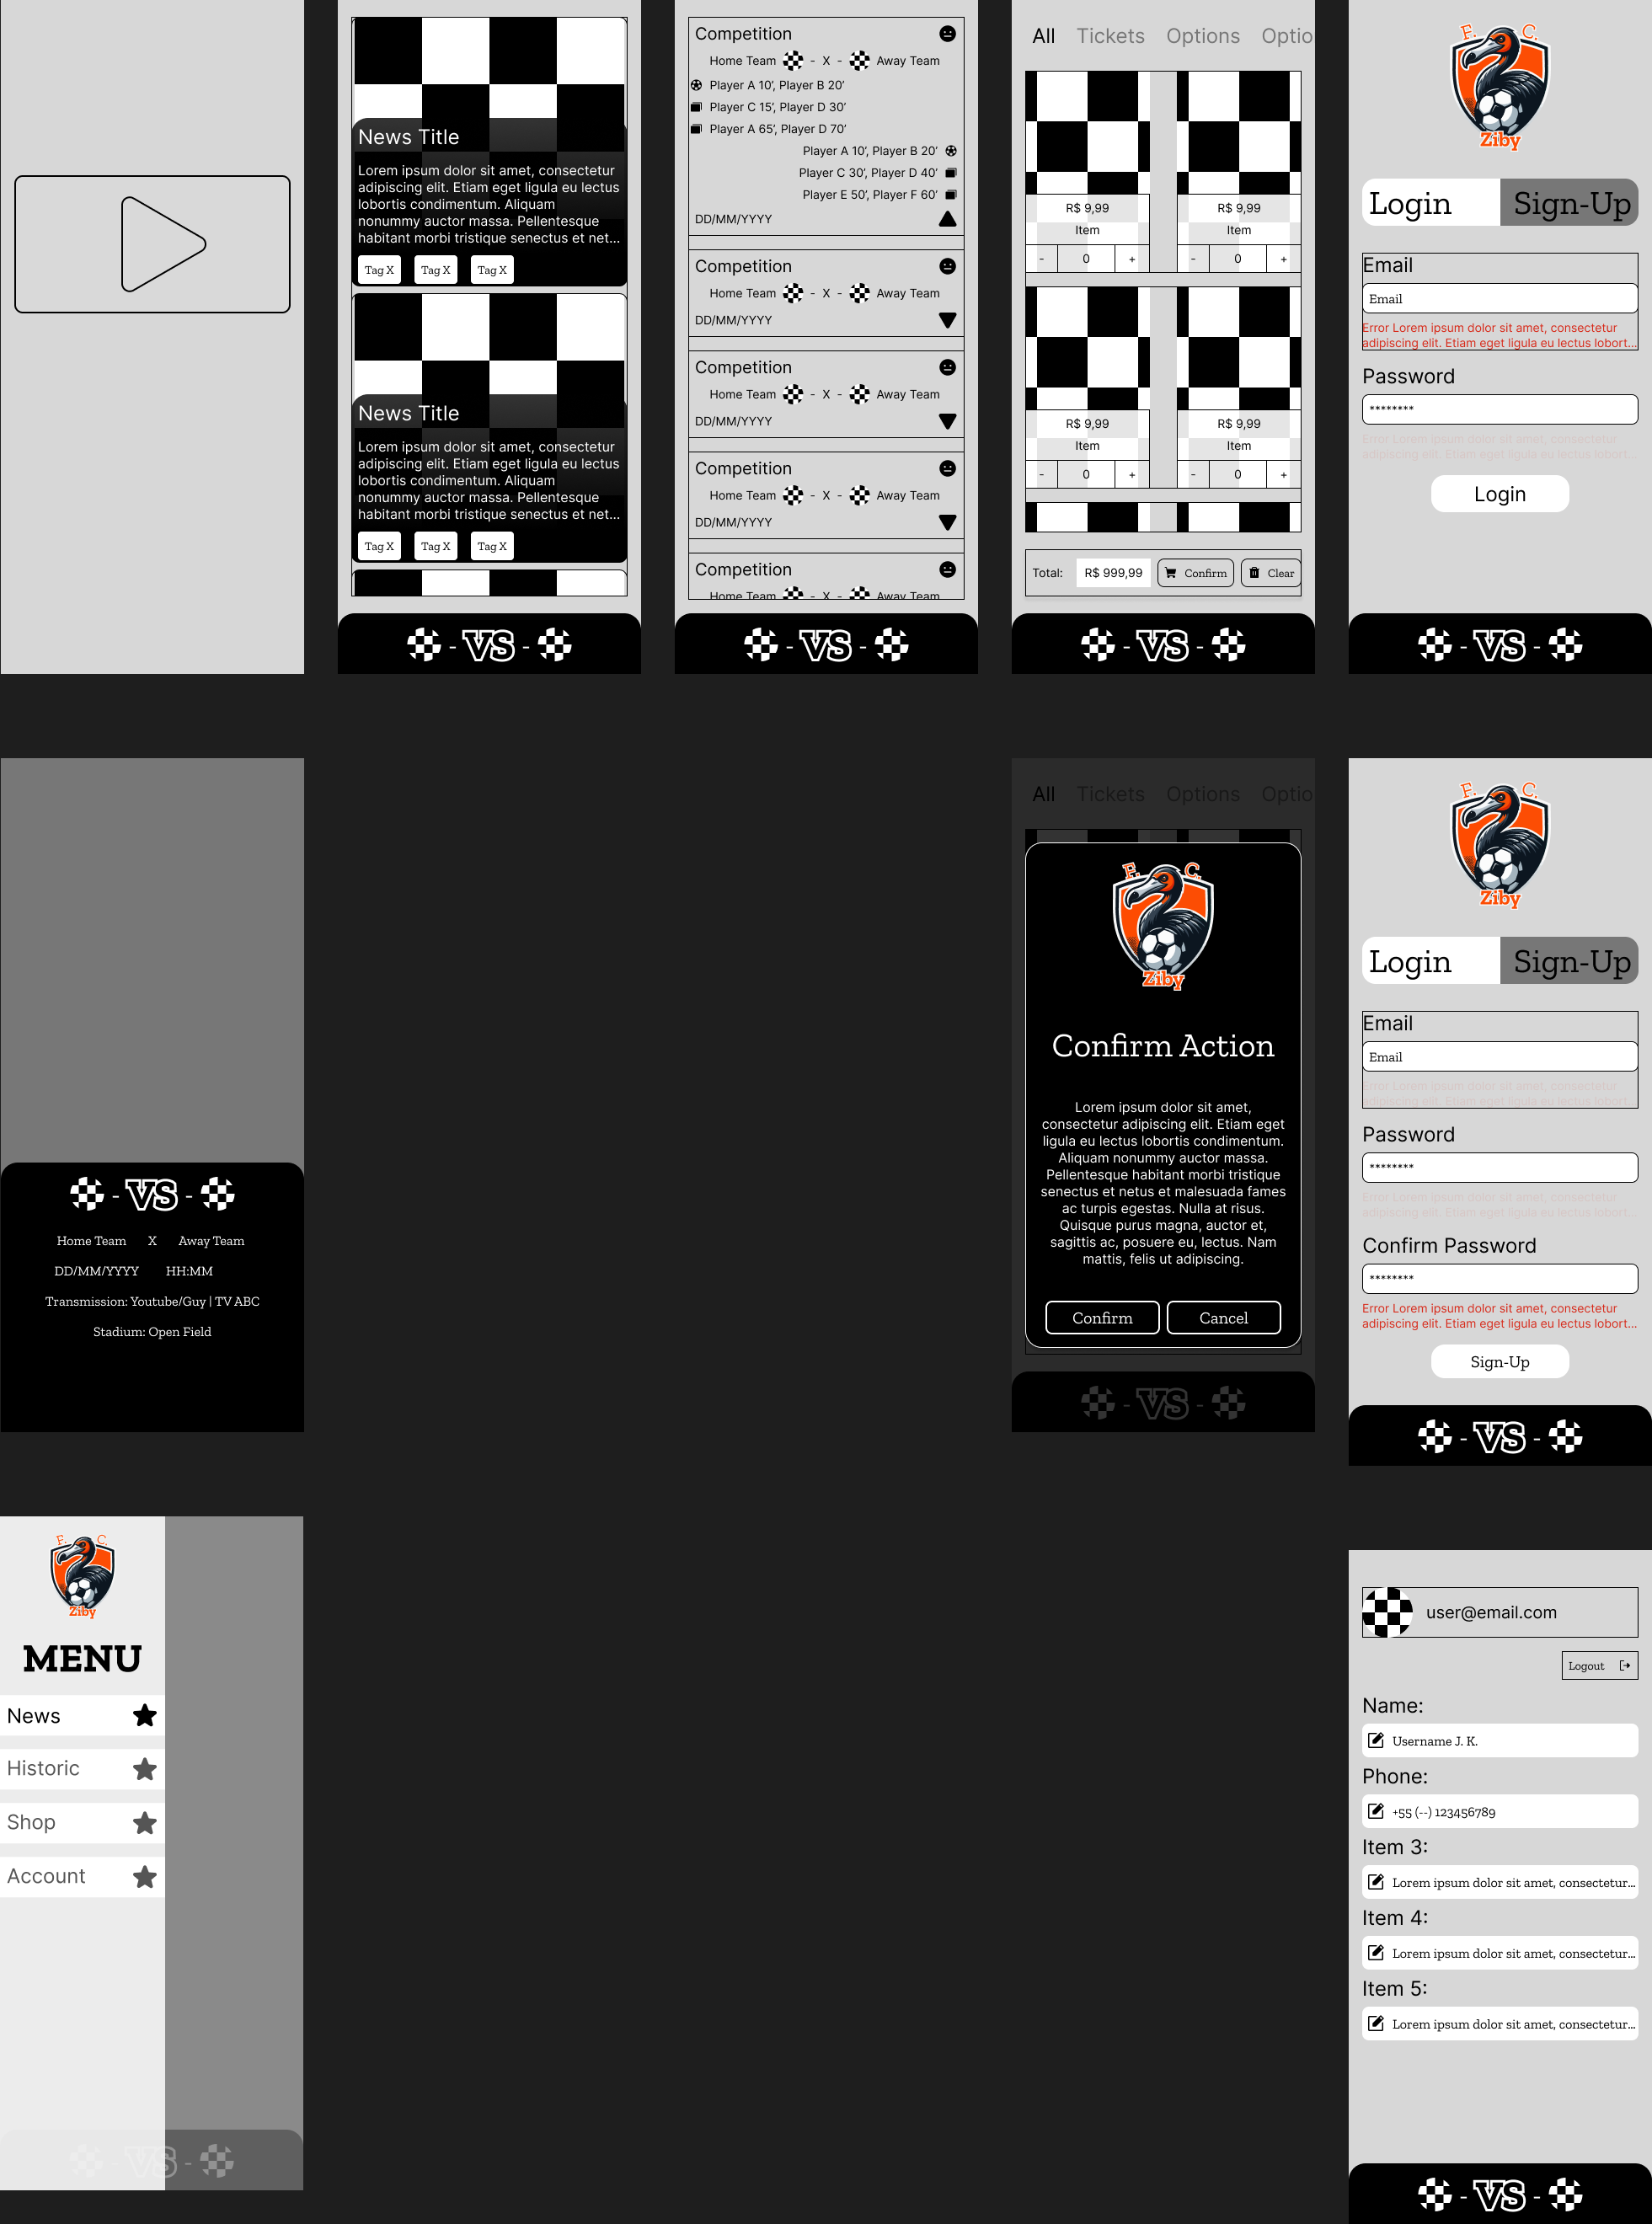 News Title
Lorem ipsum dolor sit amet, consectetur
adipiscing elit. Etiam eget ligula eu lectus
lobortis condimentum. Aliquam
nonummy auctor massa. Pellentesque
habitant morbi tristique senectus et net...
Tag X Tag X Tag X
News Title
Lorem ipsum dolor sit amet, consectetur
adipiscing elit. Etiam eget ligula eu lectus
lobortis condimentum. Aliquam
nonummy auctor massa. Pellentesque
habitant morbi tristique senectus et net...
Tag X Tag X Tag X
- VS -
Competition
Home Team - X - Away Team
Player A 10', Player B 20'
Player C 15', Player D 30'
Player A 65', Player D 70'
Player A 10', Player B 20'
Player C 30', Player D 40'
Player E 50', Player F 60'
DD/MM/YYYY
Competition
Home Team - X - Away Team
DD/MM/YYYY
Competition
Home Team - X - Away Team
DD/MM/YYYY
Competition
Home Team - X - Away Team
DD/MM/YYYY
Competition
Home Team - X - Away Team
- VS -
All Tickets Options Optio
R$ 9,99 R$ 9,99
Item Item
- 0 + - 0 +
R$ 9,99 R$ 9,99
Item Item
- 0 + - 0 +
Total: R$ 999,99 Confirm Clear
- VS -
F. C.
Ziby
Login Sign-Up
Email
Email
Error Lorem ipsum dolor sit amet, consectetur
adipiscing elit. Etiam eget ligula eu lectus lobort...
Password
********
Error Lorem ipsum dolor sit amet, consectetur
adipiscing elit. Etiam eget ligula eu lectus lobort...
Login
- VS -
- VS -
Home Team X Away Team
DD/MM/YYYY HH:MM
Transmission: Youtube/Guy | TV ABC
Stadium: Open Field
All Tickets Options Optio
F. C.
Ziby
Confirm Action
Lorem ipsum dolor sit amet,
consectetur adipiscing elit. Etiam eget
ligula eu lectus lobortis condimentum.
Aliquam nonummy auctor massa.
Pellentesque habitant morbi tristique
senectus et netus et malesuada fames
ac turpis egestas. Nulla at risus.
Quisque purus magna, auctor et,
sagittis ac, posuere eu, lectus. Nam
mattis, felis ut adipiscing.
Confirm Cancel
- VS -
F. C.
Ziby
Login Sign-Up
Email
Email
Error Lorem ipsum dolor sit amet, consectetur
adipiscing elit. Etiam eget ligula eu lectus lobort...
Password
********
Error Lorem ipsum dolor sit amet, consectetur
adipiscing elit. Etiam eget ligula eu lectus lobort...
Confirm Password
********
Error Lorem ipsum dolor sit amet, consectetur
adipiscing elit. Etiam eget ligula eu lectus lobort...
Sign-Up
- VS -
F. C.
Ziby
MENU
News
Historic
Shop
Account
- VS -
user@email.com
Logout
Name:
Username J. K.
Phone:
+55 (--) 123456789
Item 3:
Lorem ipsum dolor sit amet, consectetur...
Item 4:
Lorem ipsum dolor sit amet, consectetur...
Item 5:
Lorem ipsum dolor sit amet, consectetur...
- VS -